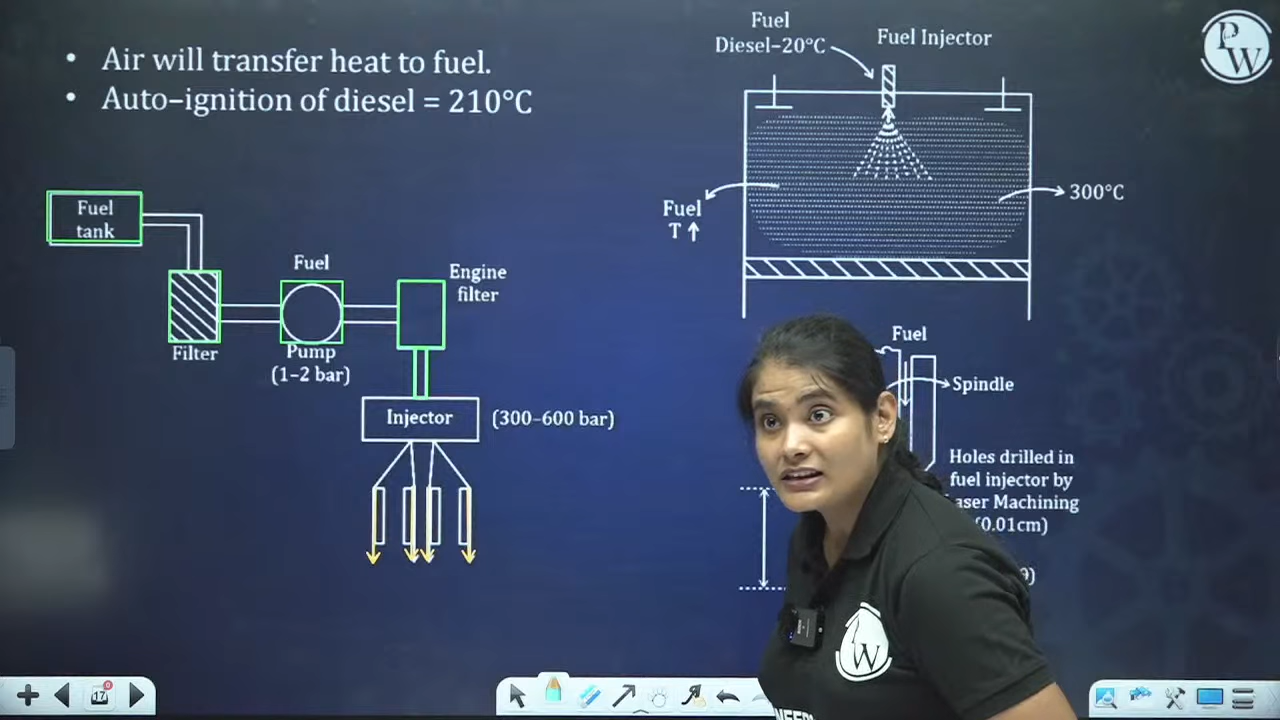 • Air will transfer heat to fuel.
• Auto–ignition of diesel = 210°C
Fuel
Diesel–20°C
Fuel Injector
PW
Fuel
T ↑
300°C
Fuel
tank
Filter
Fuel
Pump
(1–2 bar)
Engine
filter
Injector
(300–600 bar)
Fuel
Spindle
Holes drilled in
fuel injector by
Machining
(0.01cm)
17
W